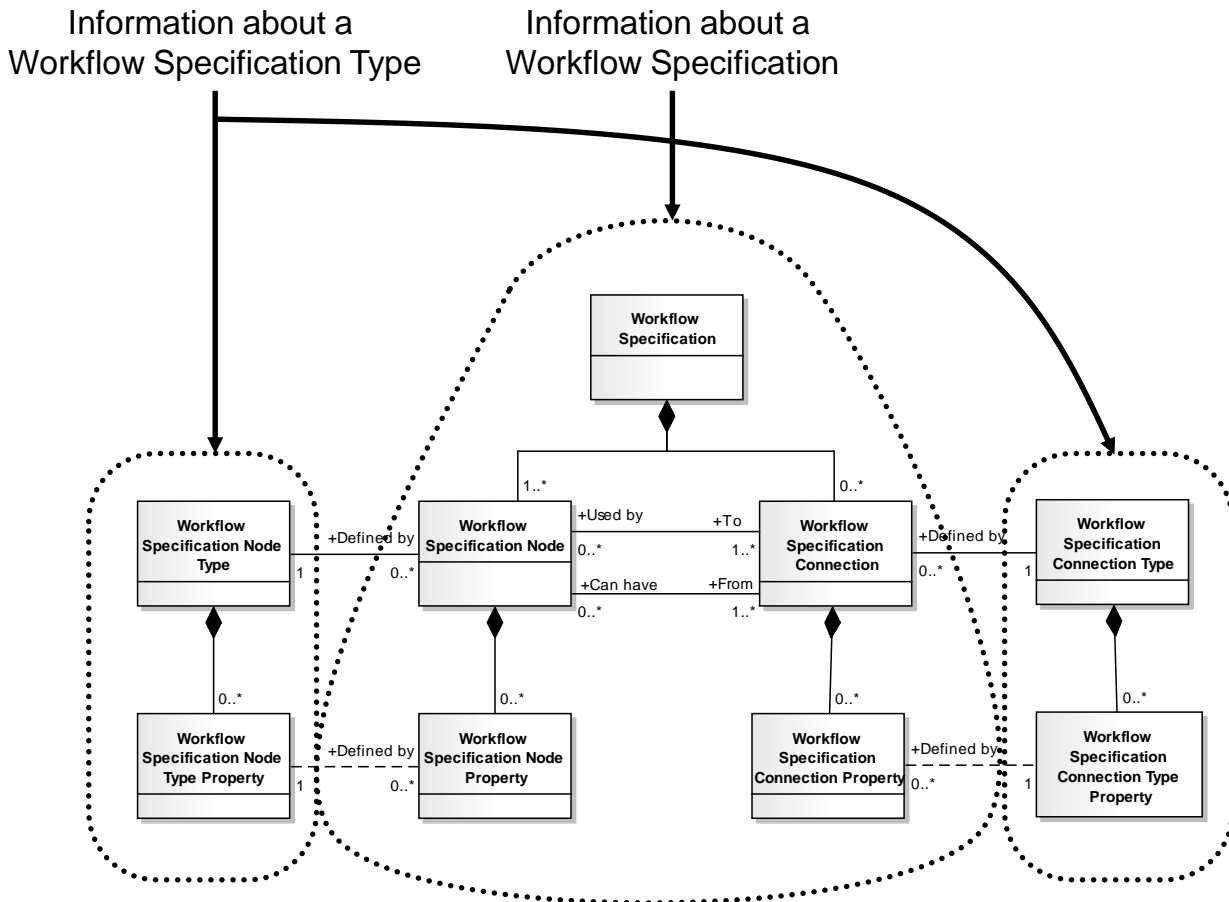 Information about a
Workflow Specification Type
Information about a
Workflow Specification
Workflow
Specification
1..*
0..*
Workflow
Specification Node
Type
+Defined by
1
0..*
Workflow
Specification Node
+Used by
0..*
+To
1..*
+Can have
0..*
+From
1..*
Workflow
Specification
Connection
+Defined by
0..*
1
Workflow
Specification
Connection Type
0..*
0..*
0..*
0..*
Workflow
Specification Node
Type Property
+Defined by
1
0..*
Workflow
Specification Node
Property
Workflow
Specification
Connection Property
+Defined by
0..*
1
Workflow
Specification
Connection Type
Property